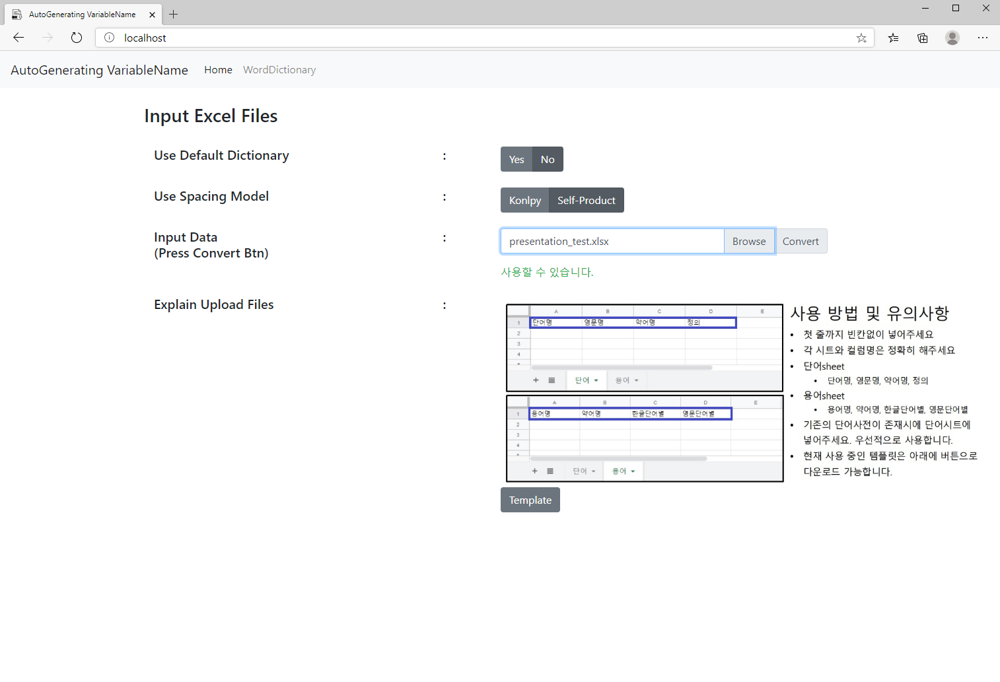 AutoGenerating VariableName
localhost
AutoGenerating VariableName Home WordDictionary
Input Excel Files
Use Default Dictionary : Yes No
Use Spacing Model : Konlpy Self-Product
Input Data : presentation_test.xlsx Browse Convert
(Press Convert Btn)
사용할 수 있습니다.
Explain Upload Files :
A B C D E
1 단어명 영문명 약어명 정의
2
3
4
5
단어 용어
A B C D E
1 용어명 약어명 한글단어별 영문단어별
2
3
4
5
단어 용어
사용 방법 및 유의사항
• 첫 줄까지 빈칸없이 넣어주세요
• 각 시트와 컬럼명은 정확히 해주세요
• 단어sheet
• 단어명, 영문명, 약어명, 정의
• 용어sheet
• 용어명, 약어명, 한글단어별, 영문단어별
• 기존의 단어사전이 존재시에 단어시트에
넣어주세요. 우선적으로 사용합니다.
• 현재 사용 중인 템플릿은 아래에 버튼으로
다운로드 가능합니다.
Template